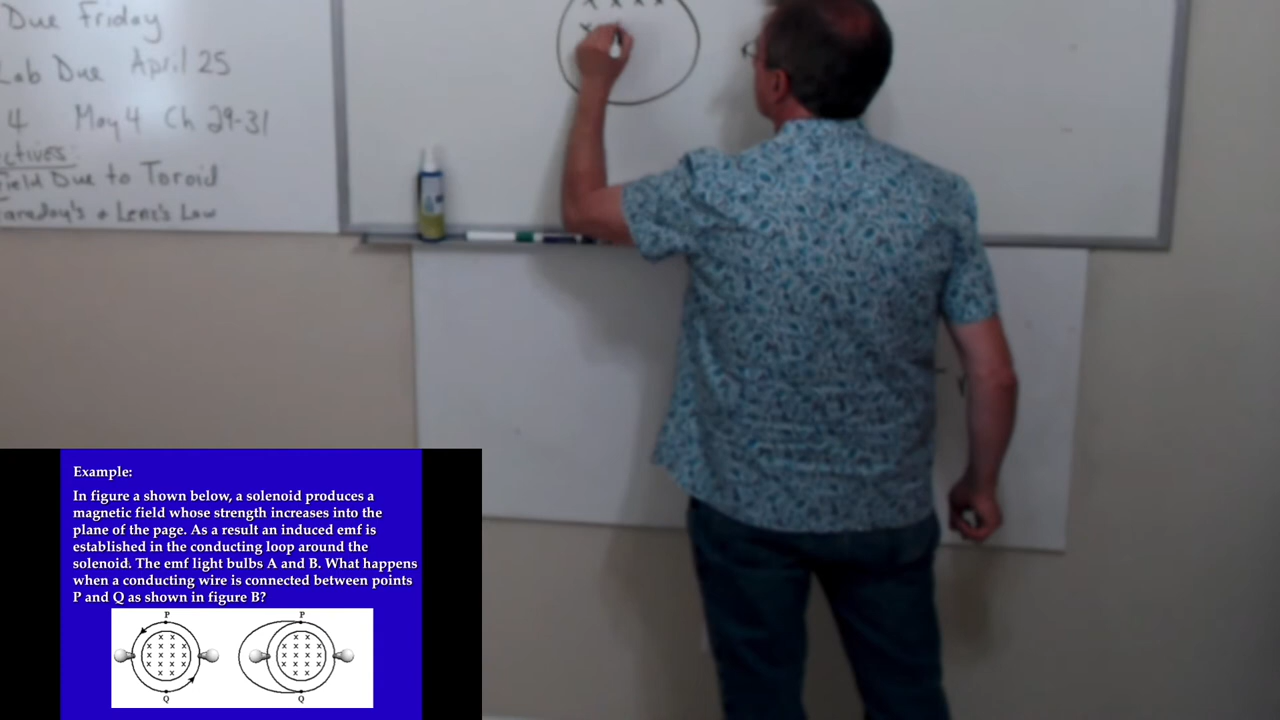 Due Friday
Lab Due April 25
4 May 4 Ch 29-31
ctives
Field Due to Toroid
Faraday's + Lenz's Law
x x x x
x
Example:
In figure a shown below, a solenoid produces a
magnetic field whose strength increases into the
plane of the page. As a result an induced emf is
established in the conducting loop around the
solenoid. The emf light bulbs A and B. What happens
when a conducting wire is connected between points
P and Q as shown in figure B?
P P
x x x x
x x x x x x x x
x x x x x x x x
x x x x
Q Q